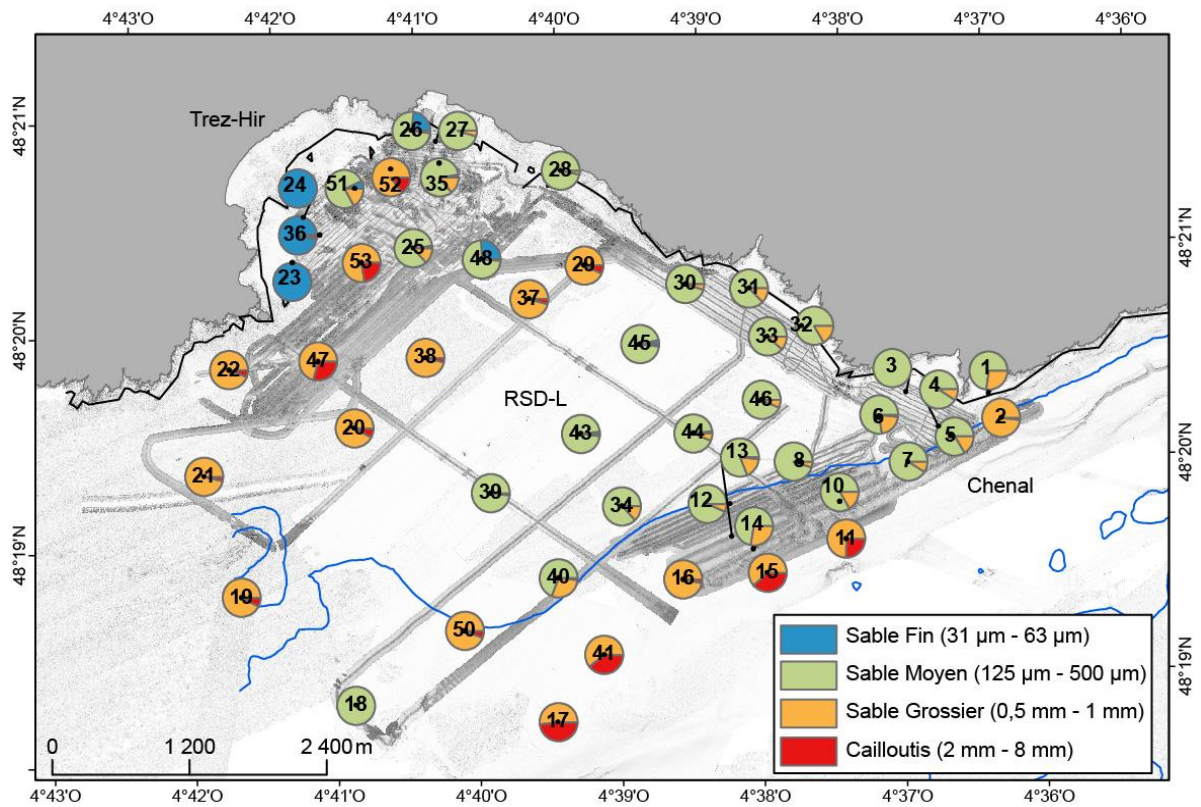 4°43'O 4°42'O 4°41'O 4°40'O 4°39'O 4°38'O 4°37'O 4°36'O
48°21'N
48°20'N
48°19'N
48°21'N
48°20'N
48°19'N
Trez-Hir
26 27
28
24 51 52 35
36
25 48
23 53 29
30 31
37
32
33
45
22 47 38
3 1
4
46
6 2
20 43 44
5
RSD-L
13 8 7
21
Chenal
39 12 10
34
14
11
40 16 15
19
50
41
18
17
Sable Fin (31 µm - 63 µm)
Sable Moyen (125 µm - 500 µm)
Sable Grossier (0,5 mm - 1 mm)
Cailloutis (2 mm - 8 mm)
0 1 200 2 400m
4°43'O 4°42'O 4°41'O 4°40'O 4°39'O 4°38'O 4°37'O 4°36'O